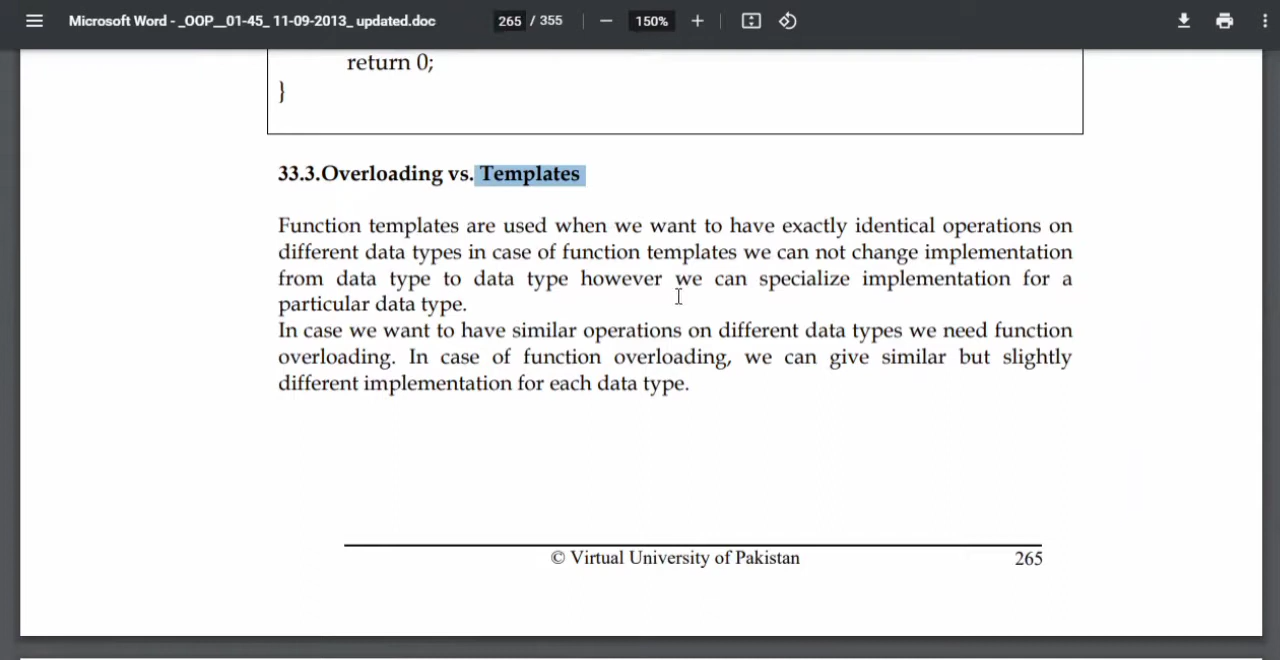 Microsoft Word - _OOP__01-45_ 11-09-2013_ updated.doc 265 / 355 150%
return 0;
}
33.3.Overloading vs. Templates
Function templates are used when we want to have exactly identical operations on
different data types in case of function templates we can not change implementation
from data type to data type however we can specialize implementation for a
particular data type.
In case we want to have similar operations on different data types we need function
overloading. In case of function overloading, we can give similar but slightly
different implementation for each data type.
© Virtual University of Pakistan 265